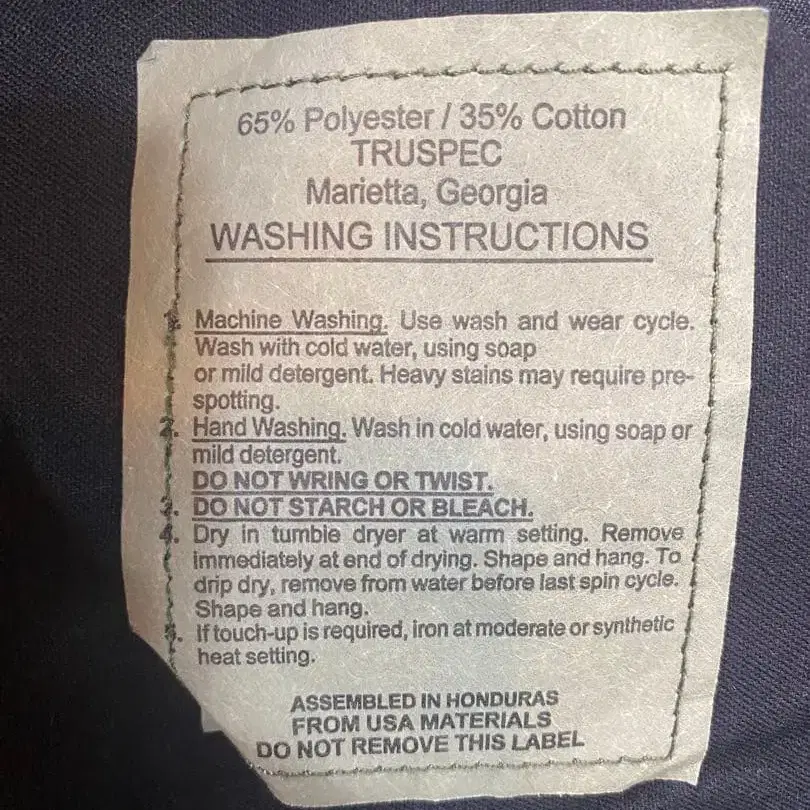 65% Polyester / 35% Cotton
TRUSPEC
Marietta, Georgia
WASHING INSTRUCTIONS
1. Machine Washing. Use wash and wear cycle.
Wash with cold water, using soap
or mild detergent. Heavy stains may require pre-
spotting.
2. Hand Washing. Wash in cold water, using soap or
mild detergent.
DO NOT WRING OR TWIST.
3. DO NOT STARCH OR BLEACH.
4. Dry in tumble dryer at warm setting. Remove
immediately at end of drying. Shape and hang. To
drip dry, remove from water before last spin cycle.
Shape and hang.
5. If touch-up is required, iron at moderate or synthetic
heat setting.
ASSEMBLED IN HONDURAS
FROM USA MATERIALS
DO NOT REMOVE THIS LABEL